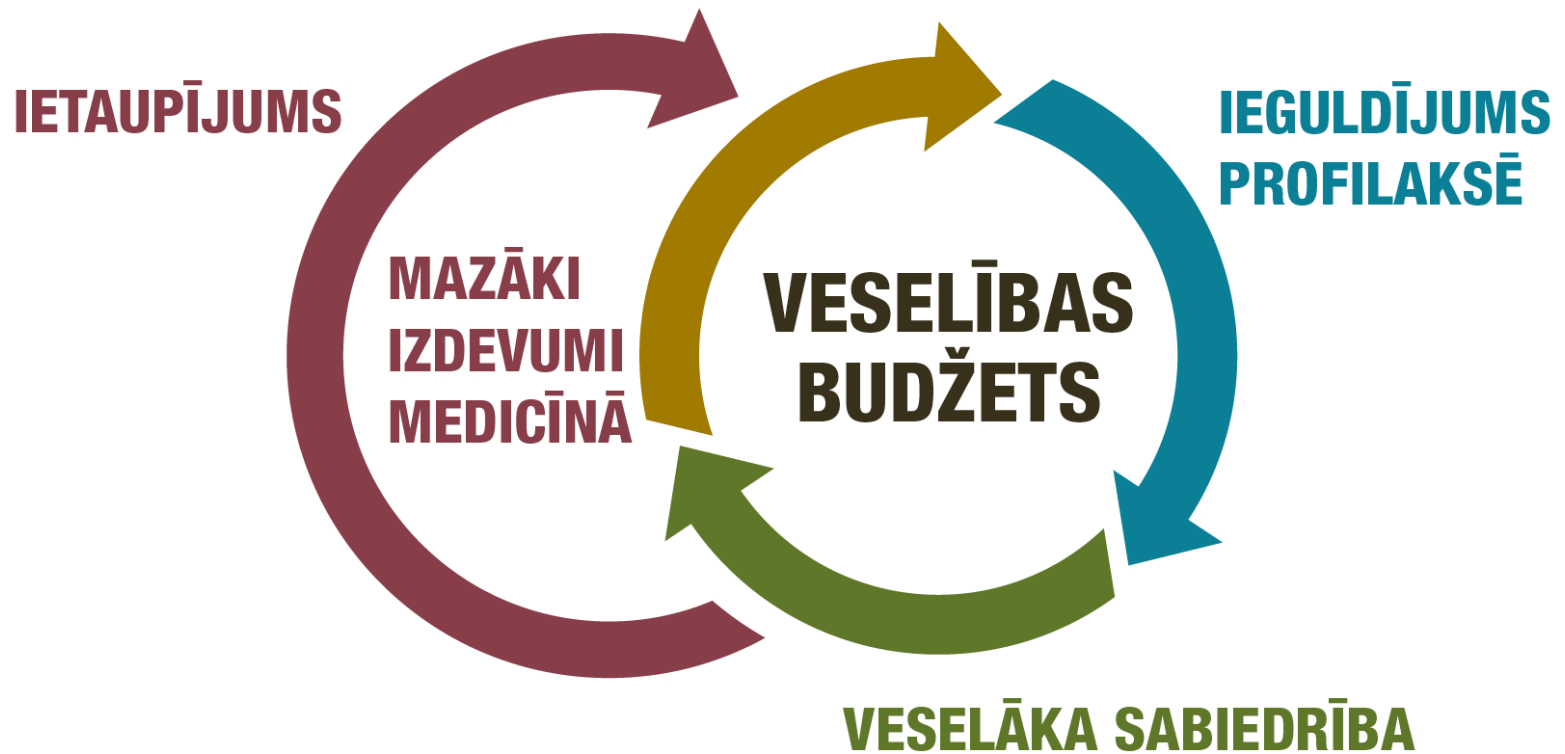 IETAUPĪJUMS
MAZĀKI
IZDEVUMI
MEDICĪNĀ
VESELĪBAS
BUDŽETS
IEGULDĪJUMS
PROFILAKSĒ
VESELĀKA SABIEDRĪBA